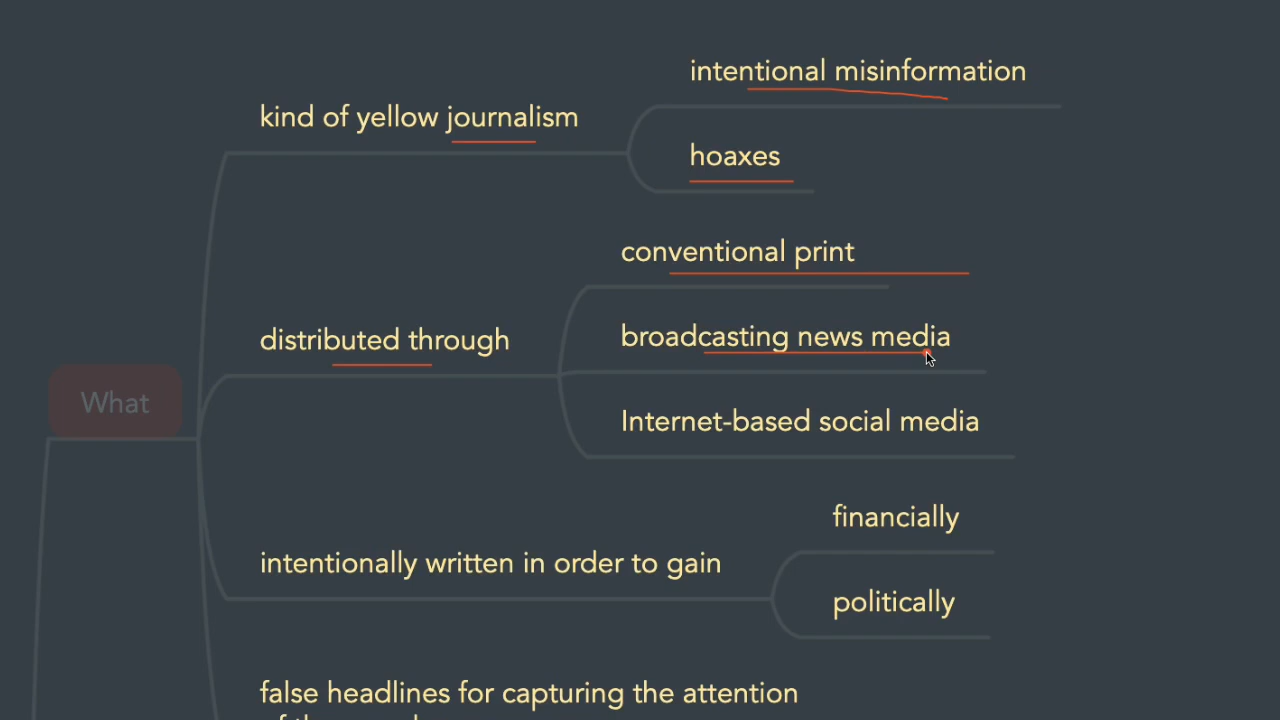 What
kind of yellow journalism
intentional misinformation
hoaxes
distributed through
conventional print
broadcasting news media
Internet-based social media
intentionally written in order to gain
financially
politically
false headlines for capturing the attention